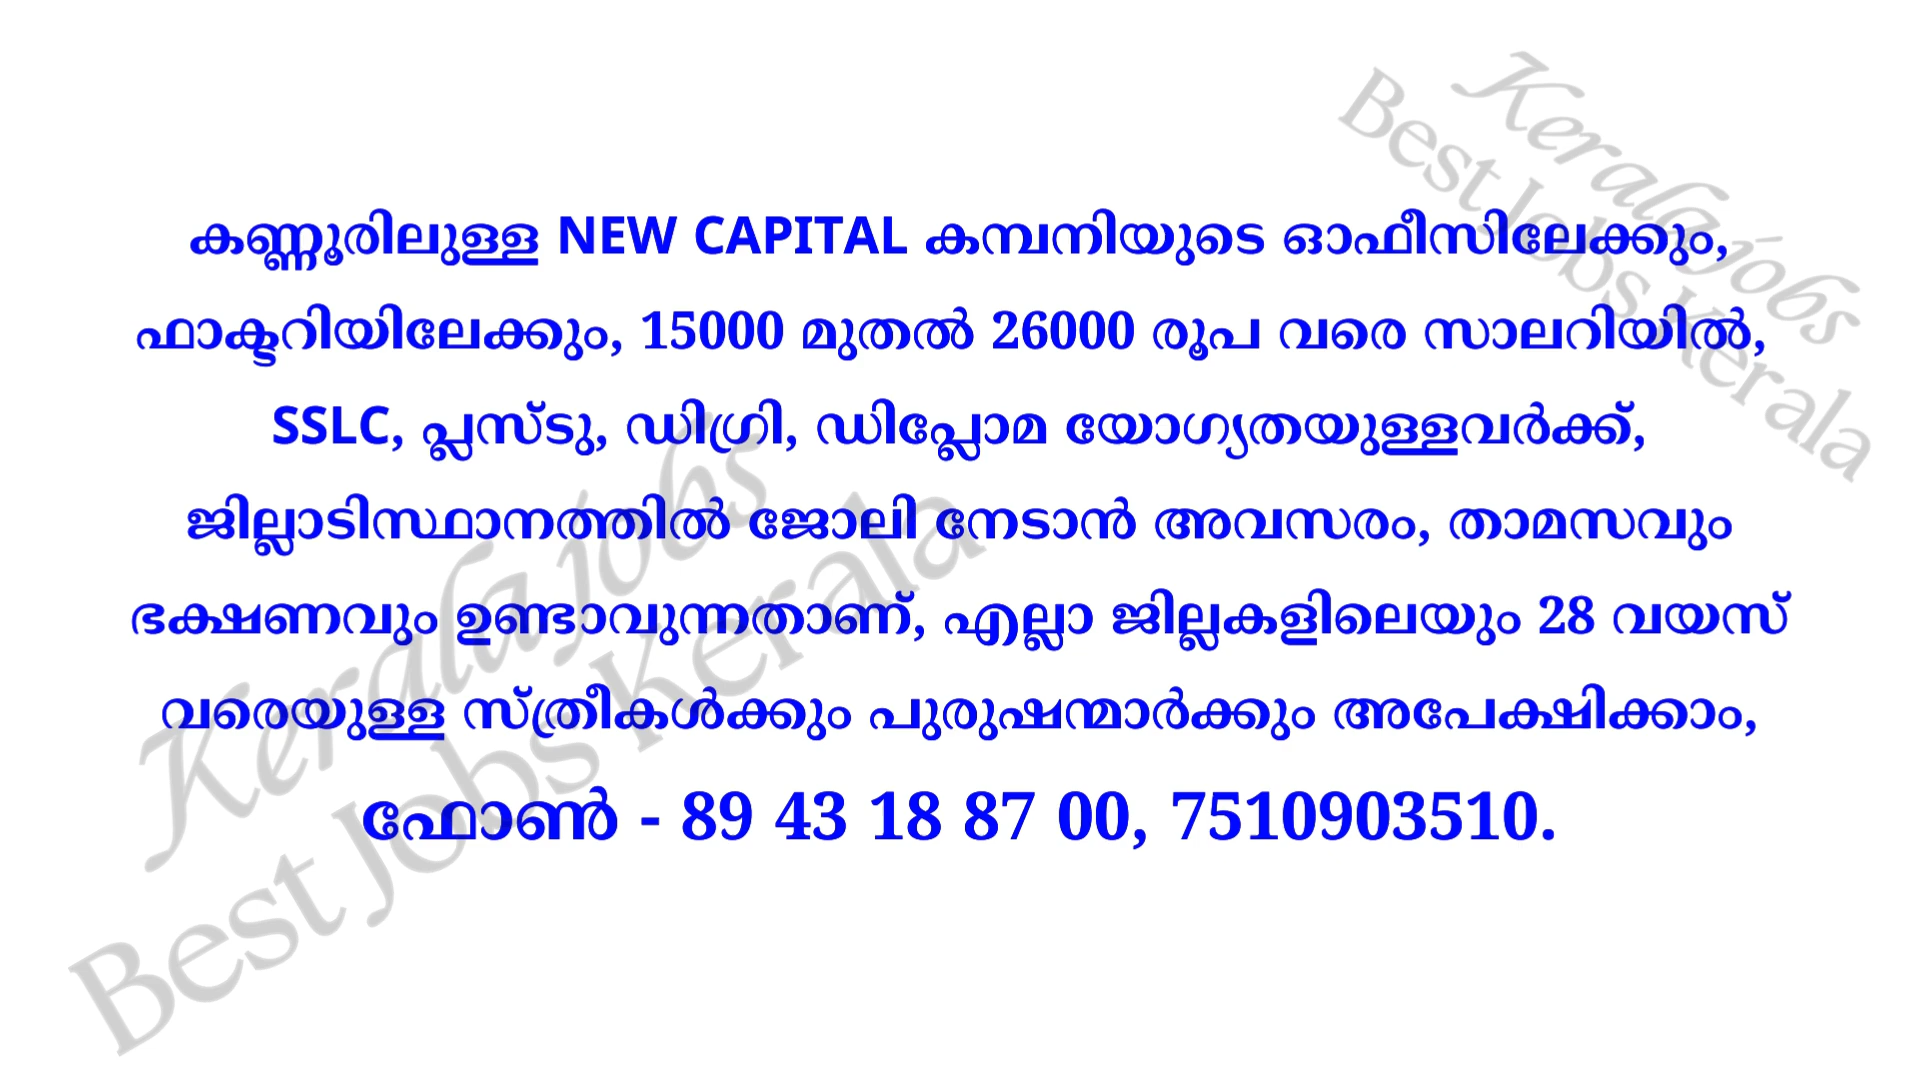 കണ്ണൂരിലുള്ള NEW CAPITAL കമ്പനിയുടെ ഓഫീസിലേക്കും,
ഫാക്ടറിയിലേക്കും, 15000 മുതൽ 26000 രൂപ വരെ സാലറിയിൽ,
SSLC, പ്ലസ്ടു, ഡിഗ്രി, ഡിപ്ലോമ യോഗ്യതയുള്ളവർക്ക്,
ജില്ലാടിസ്ഥാനത്തിൽ ജോലി നേടാൻ അവസരം, താമസവും
ഭക്ഷണവും ഉണ്ടാവുന്നതാണ്, എല്ലാ ജില്ലകളിലെയും 28 വയസ്
വരെയുള്ള സ്ത്രീകൾക്കും പുരുഷന്മാർക്കും അപേക്ഷിക്കാം,
ഫോൺ - 89 43 18 87 00, 7510903510.
Kerala jobs
Best Jobs Kerala
Kerala jobs
Best Jobs Kerala